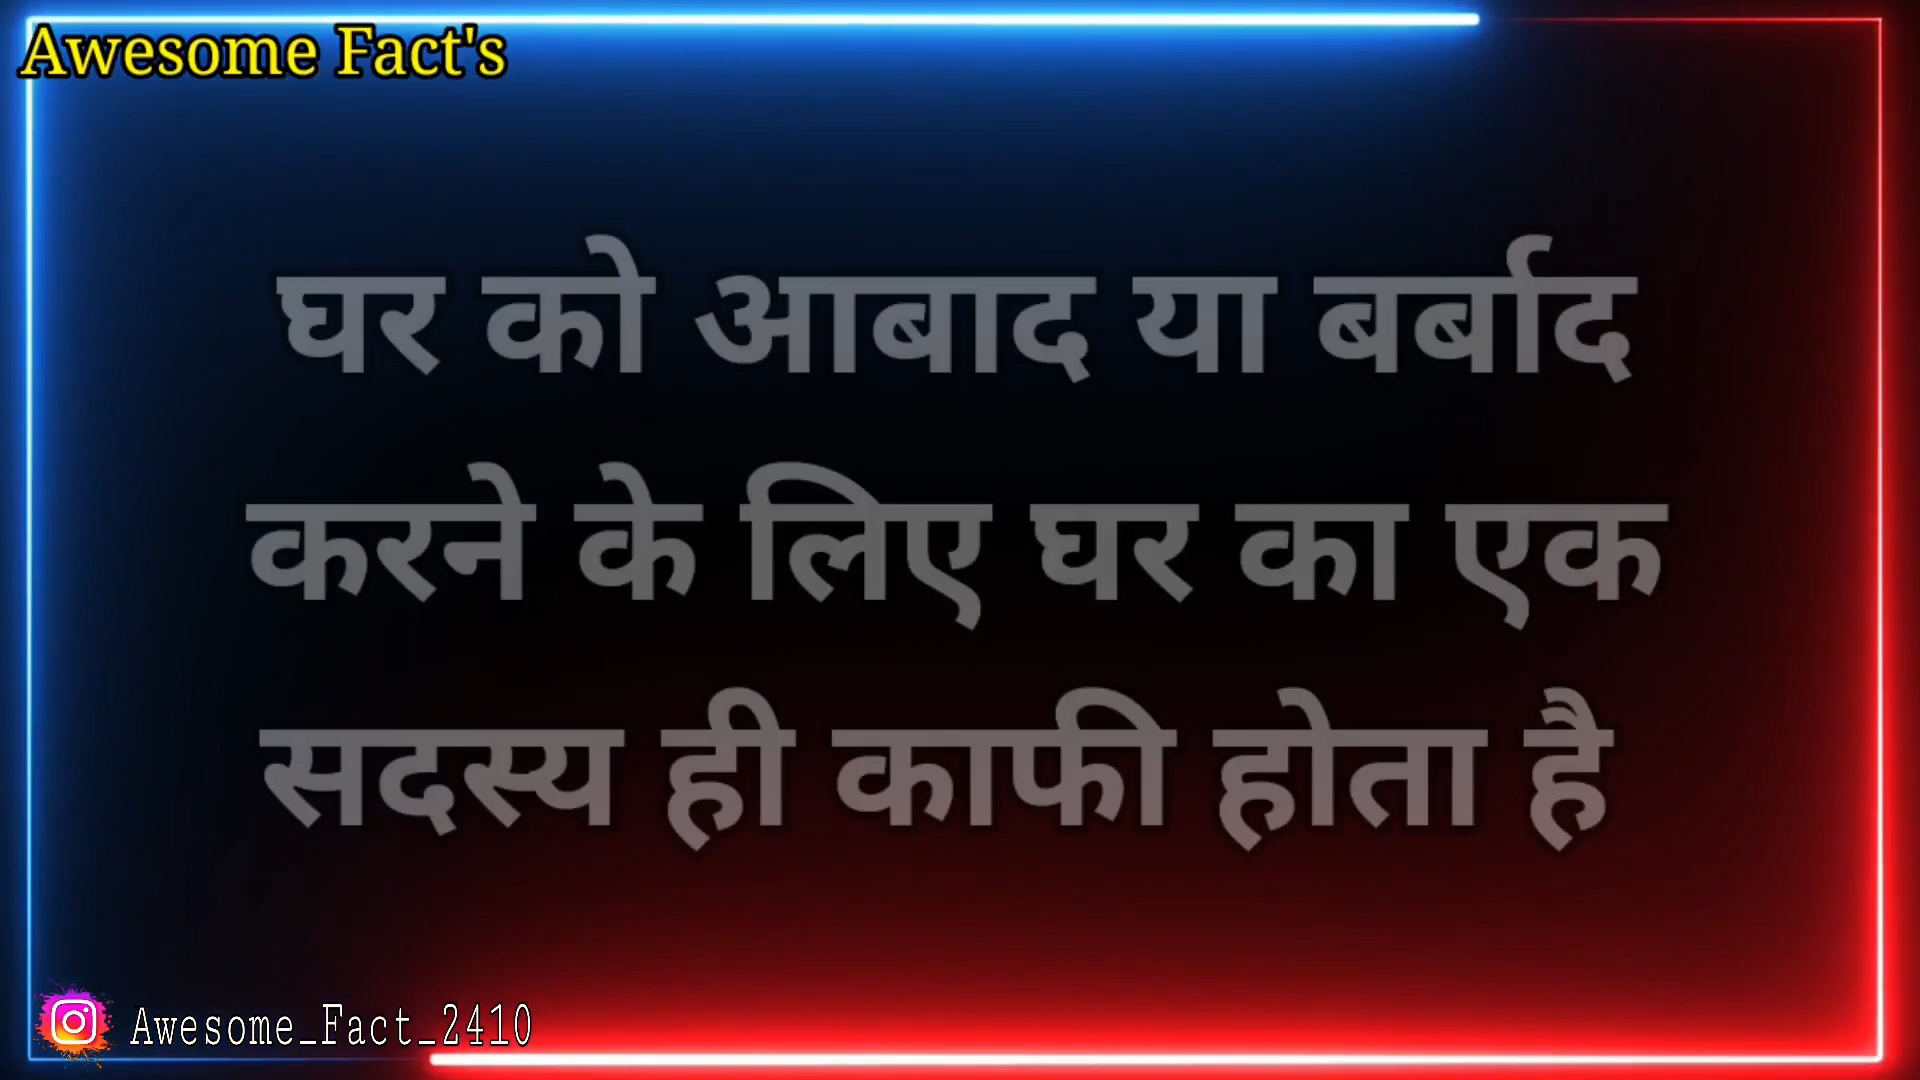 Awesome Fact's
घर को आबाद या बर्बाद
करने के लिए घर का एक
सदस्य ही काफी होता है
Awesome_Fact_2410